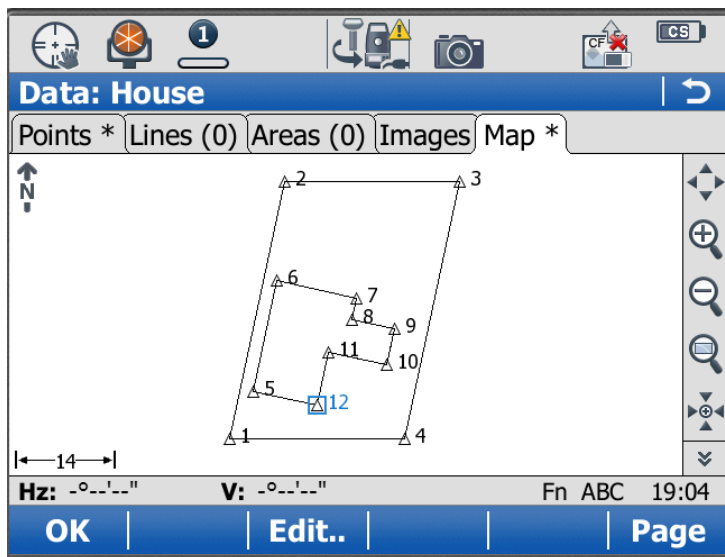 1
CF
CS
Data: House
Points * Lines (0) Areas (0) Images Map *
N
2 3
6
7
8 9
11
10
5
12
1 4
14
Hz: -°--'--" V: -°--'--" Fn ABC 19:04
OK Edit.. Page